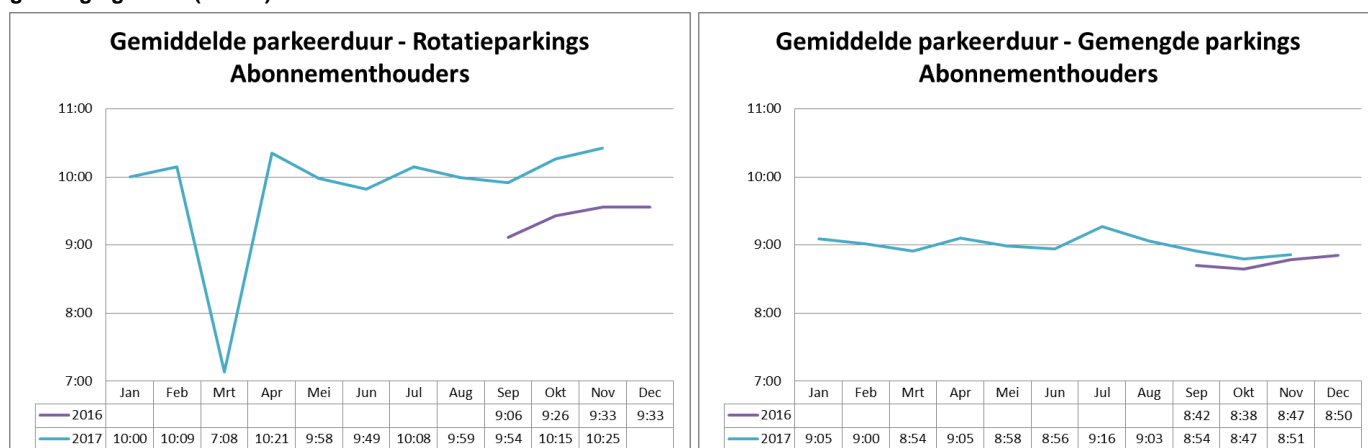 Gemiddelde parkeerduur - Rotatieparkings
Abonnementhouders
11:00
10:00
9:00
8:00
7:00
Jan Feb Mrt Apr Mei Jun Jul Aug Sep Okt Nov Dec
2016 9:06 9:26 9:33 9:33
2017 10:00 10:09 7:08 10:21 9:58 9:49 10:08 9:59 9:54 10:15 10:25
Gemiddelde parkeerduur - Gemengde parkings
Abonnementhouders
11:00
10:00
9:00
8:00
7:00
Jan Feb Mrt Apr Mei Jun Jul Aug Sep Okt Nov Dec
2016 8:42 8:38 8:47 8:50
2017 9:05 9:00 8:54 9:05 8:58 8:56 9:16 9:03 8:54 8:47 8:51